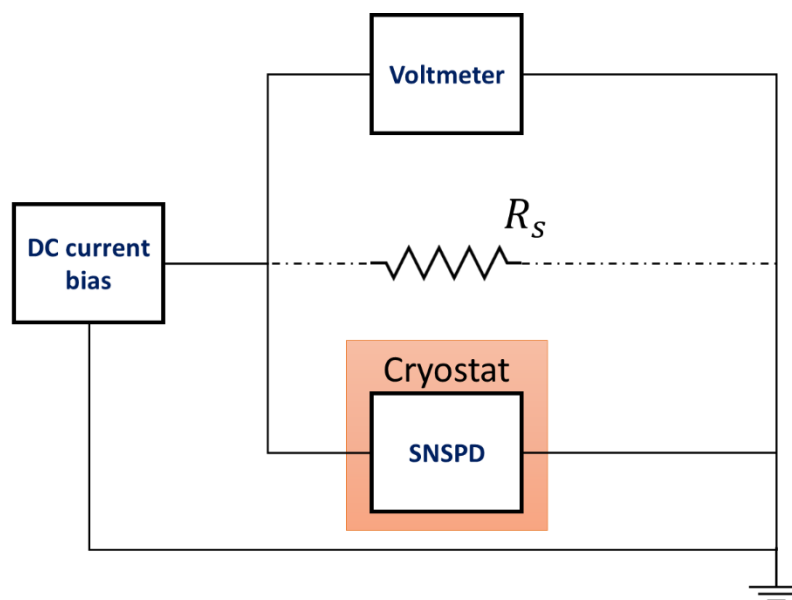 Voltmeter
R_s
DC current
bias
Cryostat
SNSPD